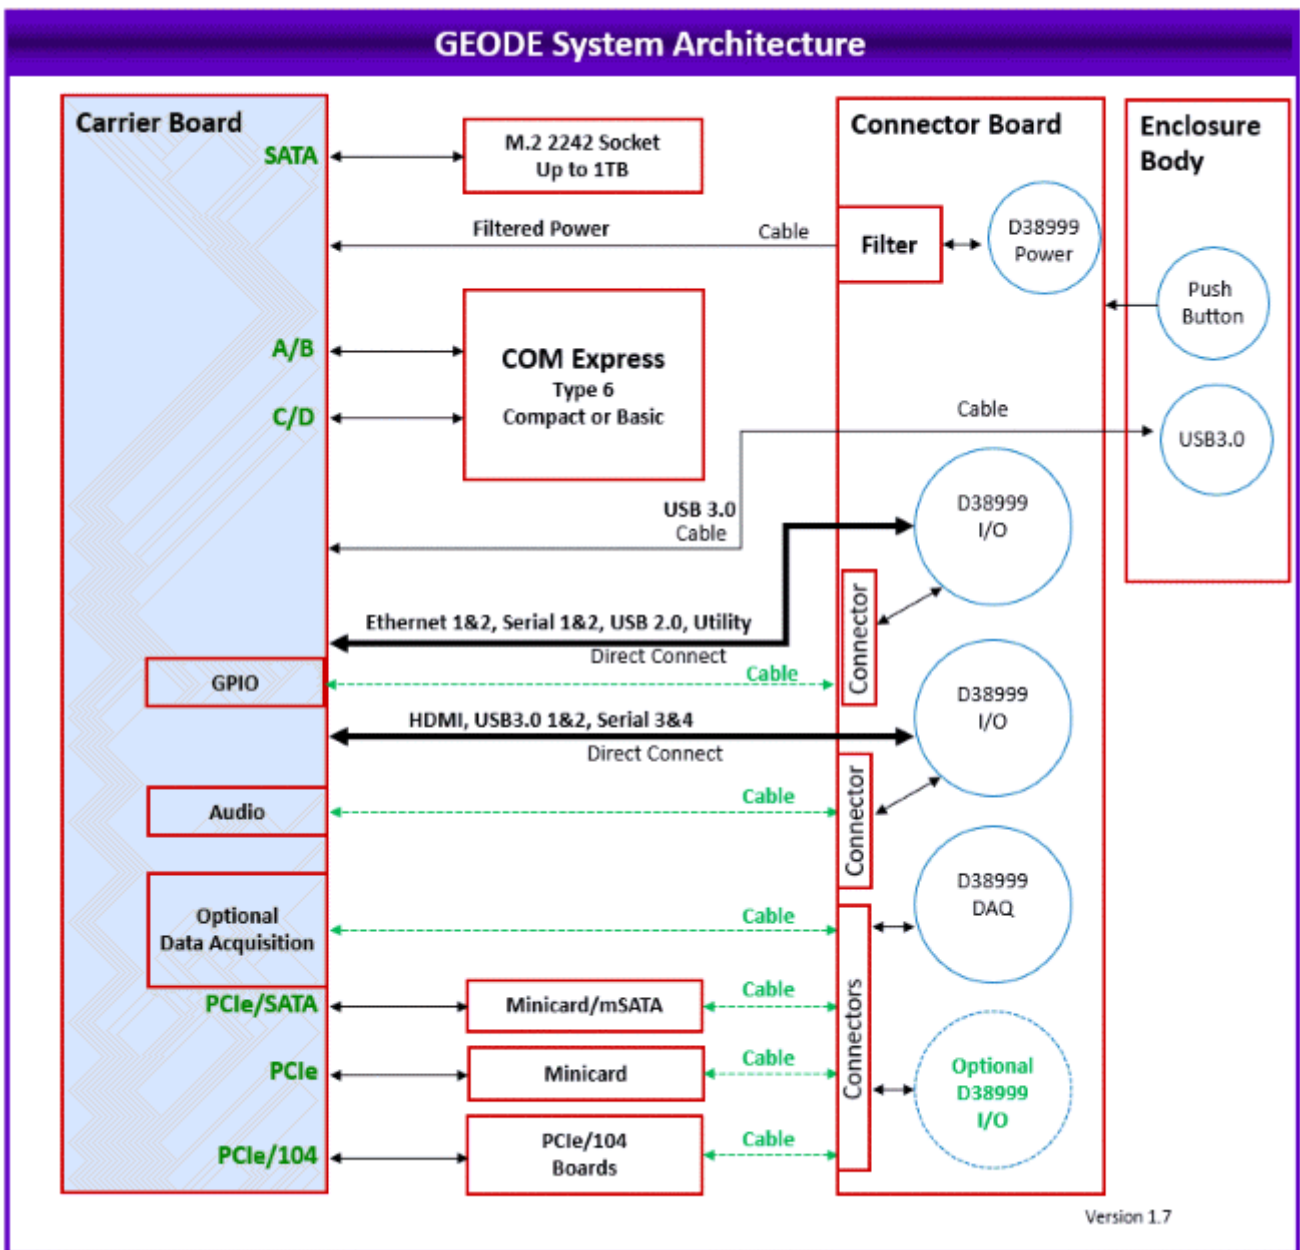 GEODE System Architecture
Carrier Board
SATA
M.2 2242 Socket
Up to 1TB
Connector Board
Enclosure
Body
Filtered Power
Cable
Filter
D38999
Power
Push
Button
A/B
C/D
COM Express
Type 6
Compact or Basic
Cable
USB3.0
USB 3.0
Cable
D38999
I/O
Connector
Ethernet 1&2, Serial 1&2, USB 2.0, Utility
Direct Connect
GPIO
Cable
D38999
I/O
HDMI, USB3.0 1&2, Serial 3&4
Direct Connect
Connector
Audio
Cable
D38999
DAQ
Optional
Data Acquisition
Cable
Connectors
PCIe/SATA
Minicard/mSATA
Cable
PCIe
Minicard
Cable
Optional
D38999
I/O
PCIe/104
PCIe/104
Boards
Cable
Version 1.7